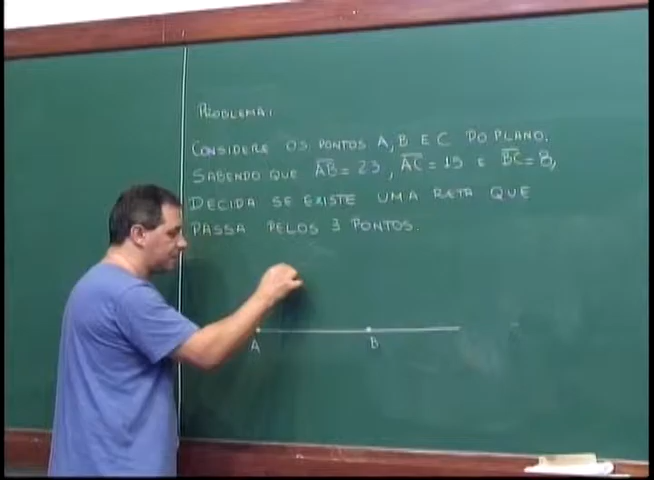 PROBLEMA:
CONSIDERE OS PONTOS A, B E C DO PLANO.
SABENDO QUE AB = 23, AC = 15 E BC = 8,
DECIDA SE EXISTE UMA RETA QUE
PASSA PELOS 3 PONTOS.
A B